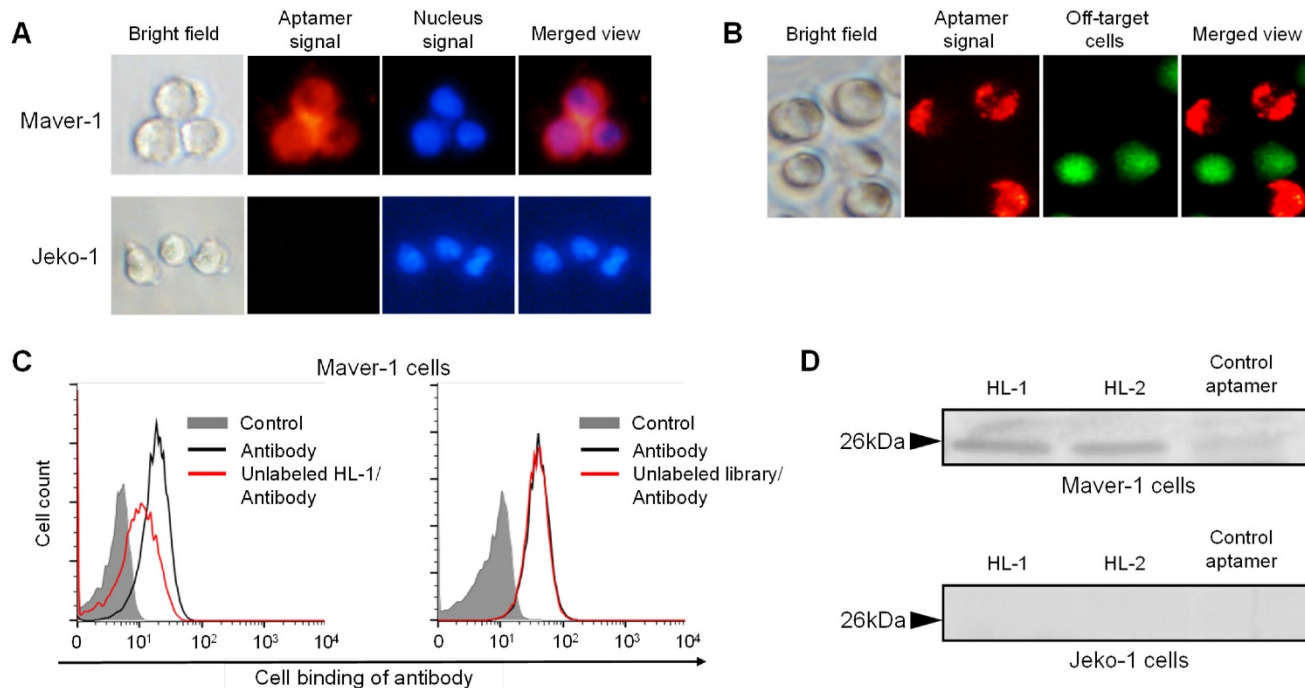 A
Bright field
Aptamer
signal
Nucleus
signal
Merged view
Maver-1
Jeko-1
B
Bright field
Aptamer
signal
Off-target
cells
Merged view
C
Maver-1 cells
Cell count
Control
Antibody
Unlabeled HL-1/
Antibody
0 10¹ 10² 10³ 10⁴
Control
Antibody
Unlabeled library/
Antibody
0 10¹ 10² 10³ 10⁴
Cell binding of antibody
D
HL-1
HL-2
Control
aptamer
26kDa
Maver-1 cells
HL-1
HL-2
Control
aptamer
26kDa
Jeko-1 cells